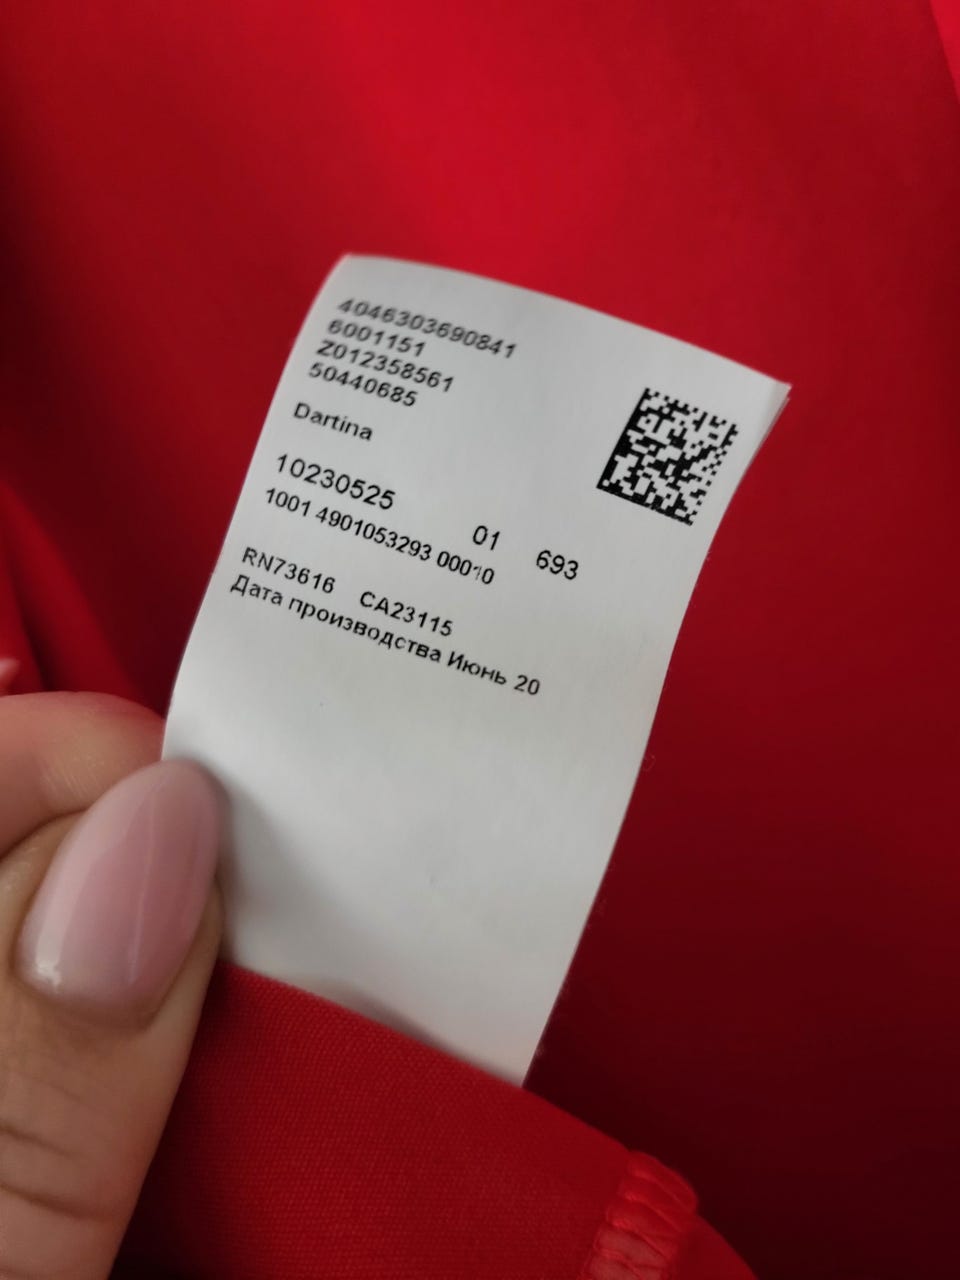 4046303690841
6001151
Z012358561
50440685
Dartina
10230525 01 693
1001 4901053293 00010
RN73616 CA23115
Дата производства Июнь 20